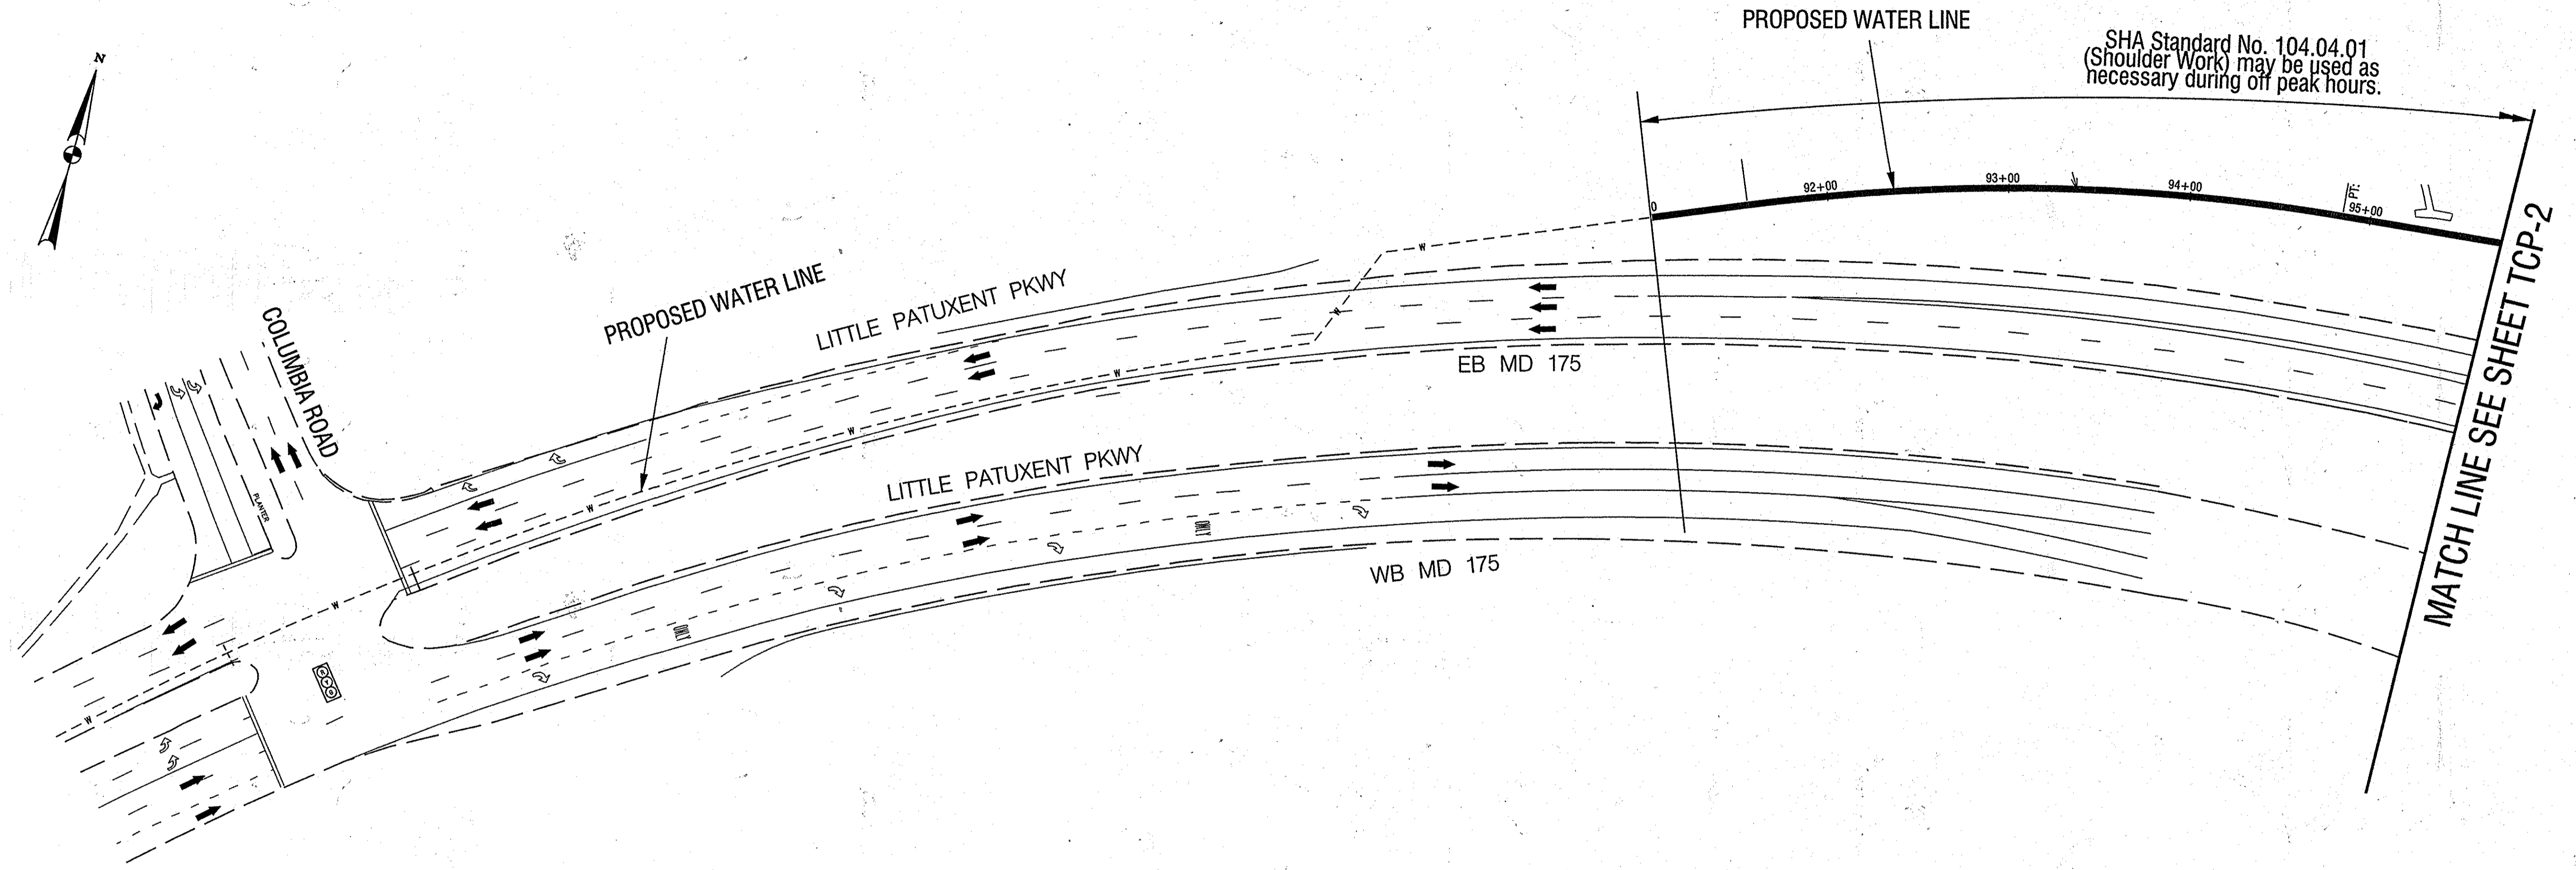 PROPOSED WATER LINE
SHA Standard No. 104.04.01
(Shoulder Work) may be used as
necessary during off peak hours.
N
92+00
93+00
94+00
PT:
95+00
0
W
W
PROPOSED WATER LINE
LITTLE PATUXENT PKWY
COLUMBIA ROAD
EB MD 175
W
W
W
LITTLE PATUXENT PKWY
PLANTER
ONLY
ONLY
WB MD 175
W
W
R
Y
G
MATCH LINE SEE SHEET TCP-2